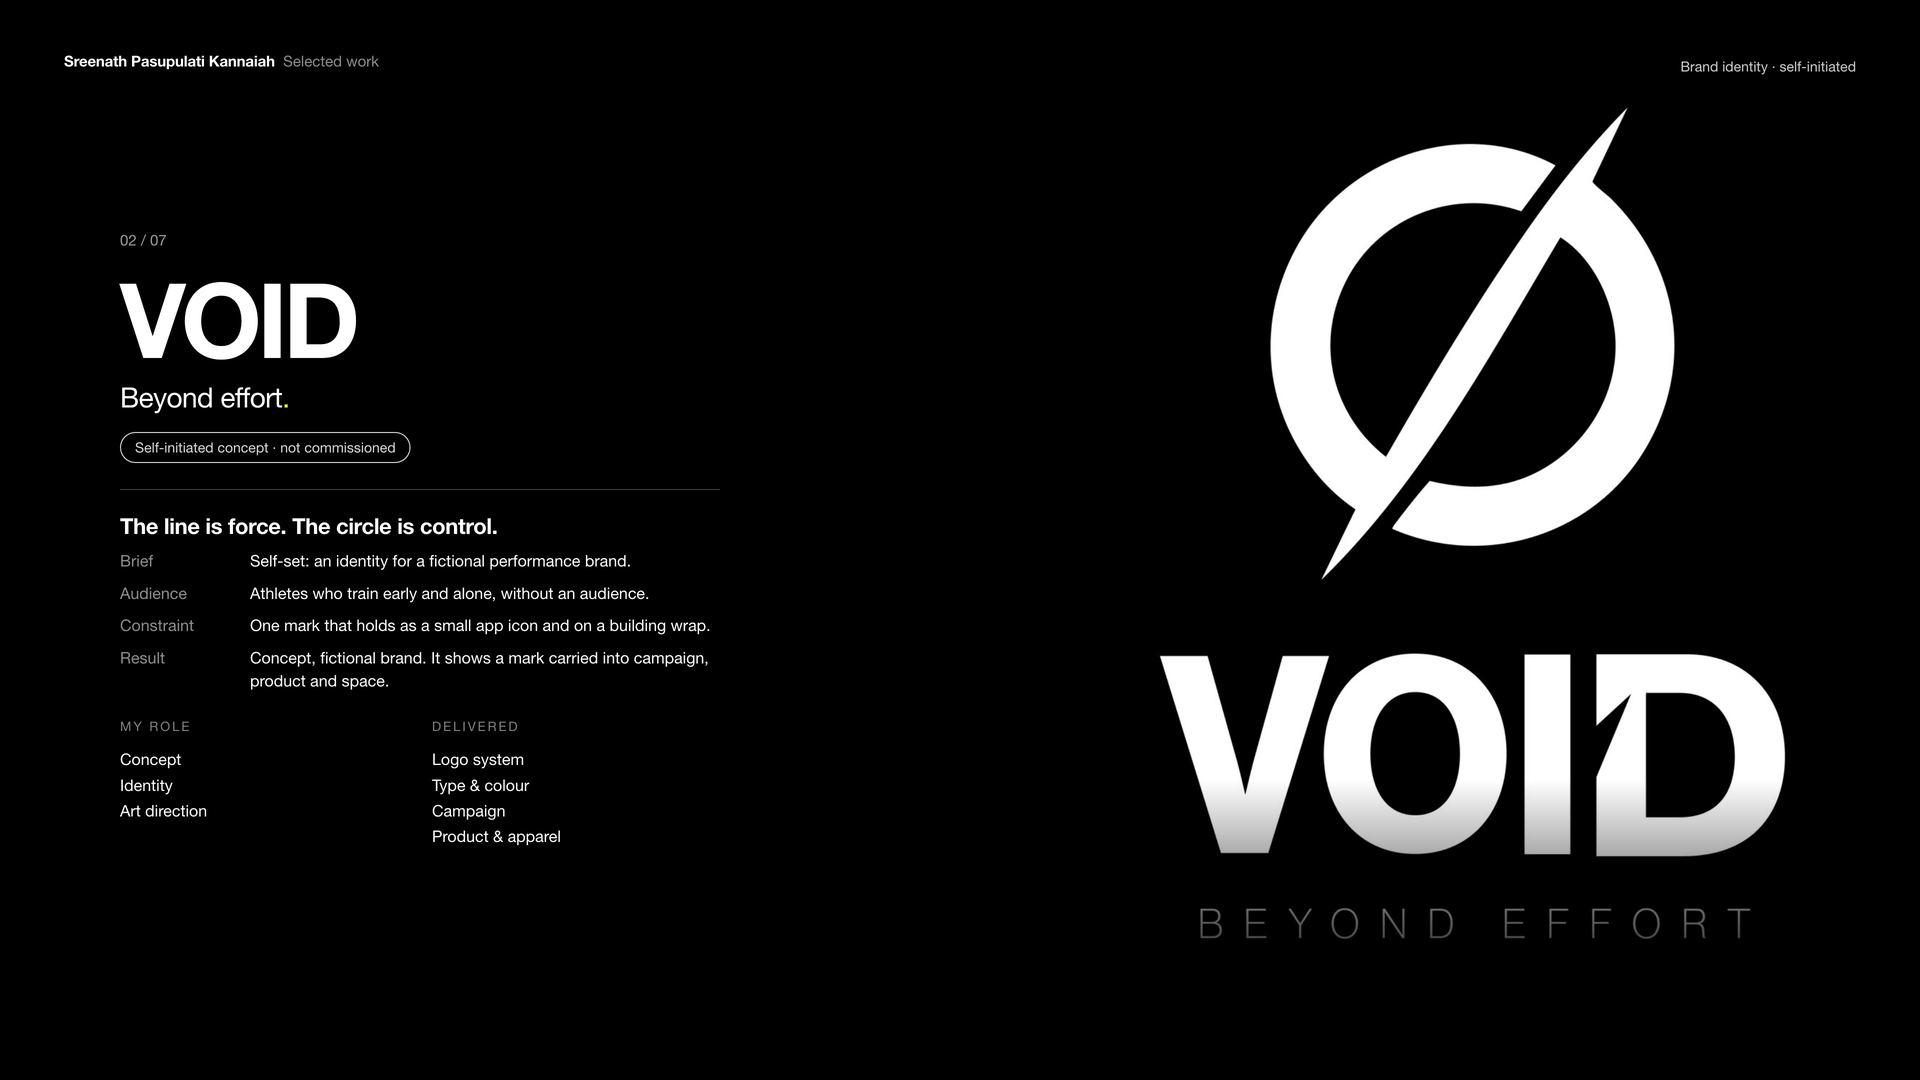 Sreenath Pasupulati Kannaiah Selected work
Brand identity · self-initiated
02 / 07
VOID
Beyond effort.
Self-initiated concept · not commissioned
The line is force. The circle is control.
Brief Self-set: an identity for a fictional performance brand.
Audience Athletes who train early and alone, without an audience.
Constraint One mark that holds as a small app icon and on a building wrap.
Result Concept, fictional brand. It shows a mark carried into campaign,
product and space.
MY ROLE
Concept
Identity
Art direction
DELIVERED
Logo system
Type & colour
Campaign
Product & apparel
VOID
BEYOND EFFORT